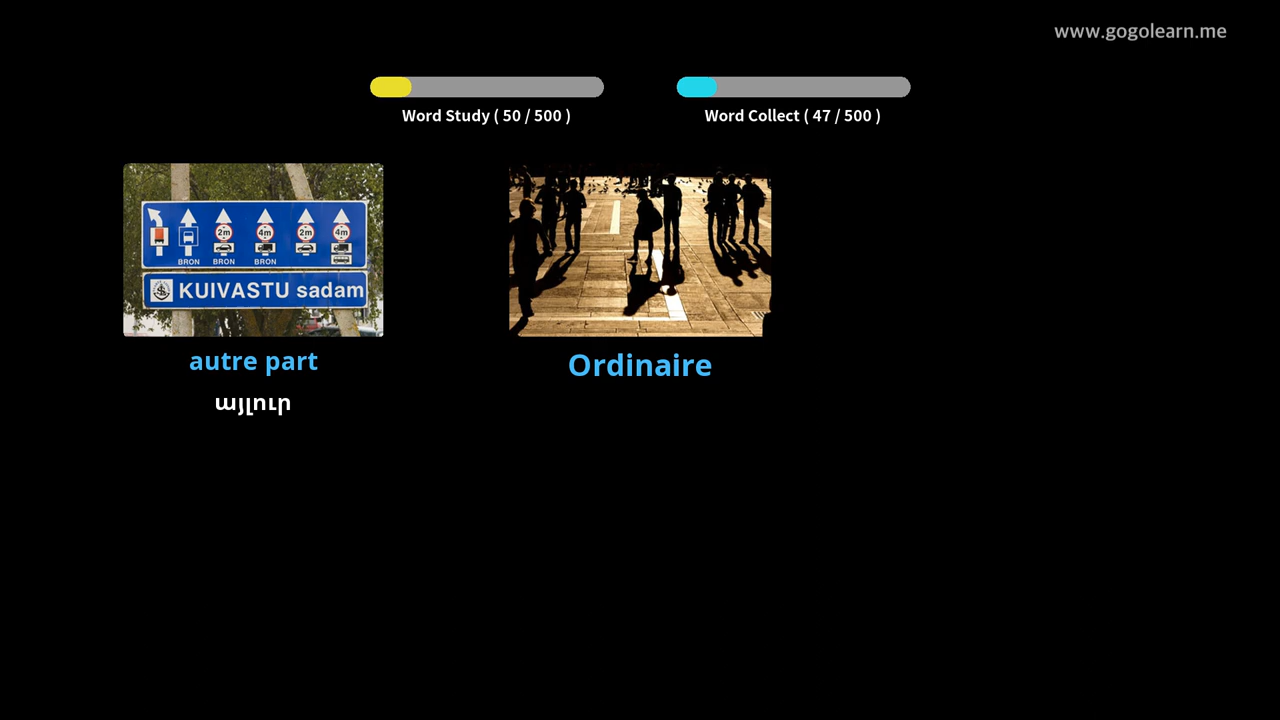 www.gogolearn.me
Word Study ( 50 / 500 )
Word Collect ( 47 / 500 )
2m
4m
2m
4m
BRON
BRON
BRON
KUIVASTU sadam
autre part
Ordinaire
այլուր